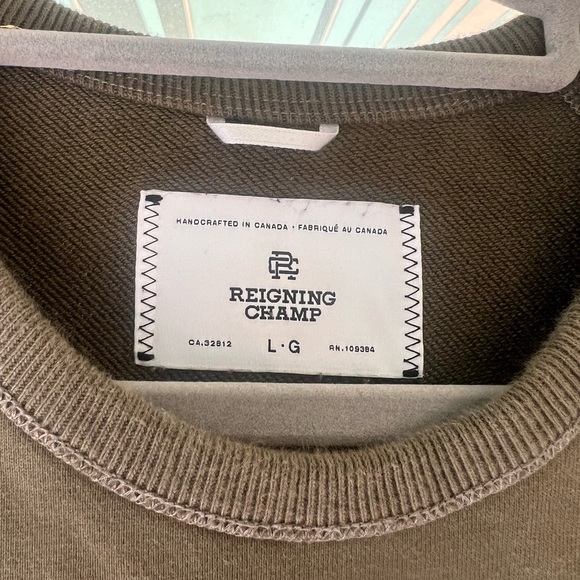 HANDCRAFTED IN CANADA · FABRIQUÉ AU CANADA
RC
REIGNING
CHAMP
CA.32812 L·G RN.109384